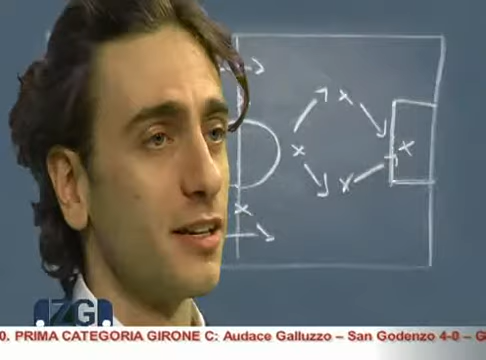 ZG
0. PRIMA CATEGORIA GIRONE C: Audace Galluzzo – San Godenzo 4-0 – G